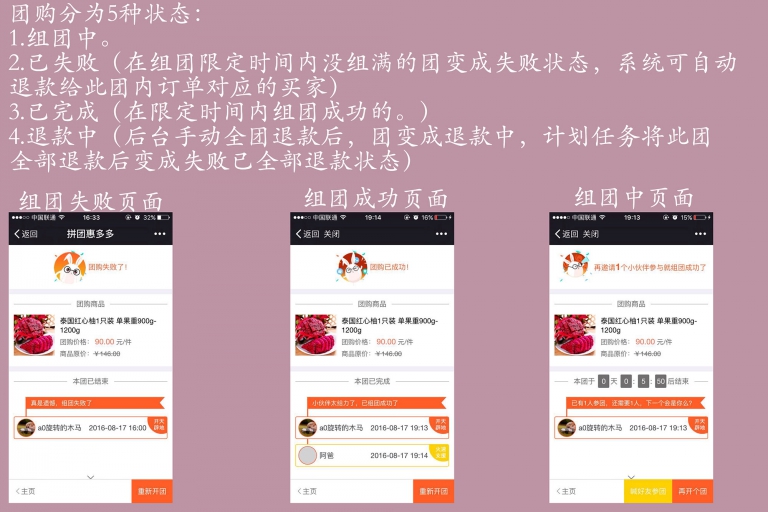 团购分为5种状态：
1.组团中。
2.已失败（在组团限定时间内没组满的团变成失败状态，系统可自动
退款给此团内订单对应的买家）
3.已完成（在限定时间内组团成功的。）
4.退款中（后台手动全团退款后，团变成退款中，计划任务将此团
全部退款后变成失败已全部退款状态）
组团失败页面
中国联通 16:33 32%
返回 拼团惠多多
团购失败了！
团购商品
泰国红心柚1只装 单果重900g-
1200g
团购价格： 90.00 元/件
商品原价： ¥146.00
本团已结束
真是遗憾，组团失败了
a0旋转的木马 2016-08-17 16:00
主页 重新开团
组团成功页面
中国联通 19:14 16%
返回 关闭
团购已成功！
团购商品
泰国红心柚1只装 单果重900g-
1200g
团购价格： 90.00 元/件
商品原价： ¥146.00
本团已完成
小伙伴太给力了，已组团成功了
a0旋转的木马 2016-08-17 19:13
阿爸 2016-08-17 19:14
主页 重新开团
组团中页面
中国联通 19:13 15%
返回 关闭
再邀请1个小伙伴参与就组团成功了
团购商品
泰国红心柚1只装 单果重900g-
1200g
团购价格： 90.00 元/件
商品原价： ¥146.00
本团于 0 天 0 : 5 : 50 后结束
已有1人参团，还需要1人，下一个会是你么？
a0旋转的木马 2016-08-17 19:13
主页 喊好友参团 再开个团